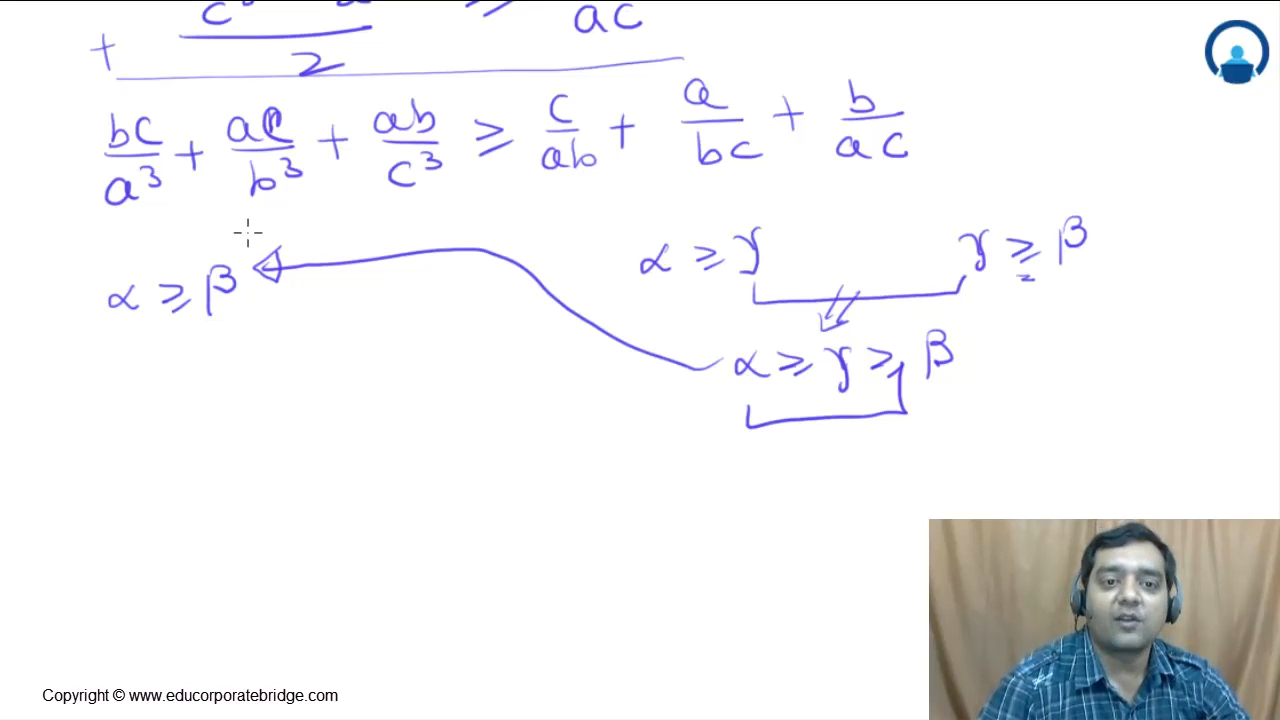 + 2 ≥ ac
bc/a³ + ac/b³ + ab/c³ ≥ c/ab + a/bc + b/ac
α ≥ γ γ ≥ β
α ≥ β
α ≥ γ ≥ β
Copyright © www.educorporatebridge.com